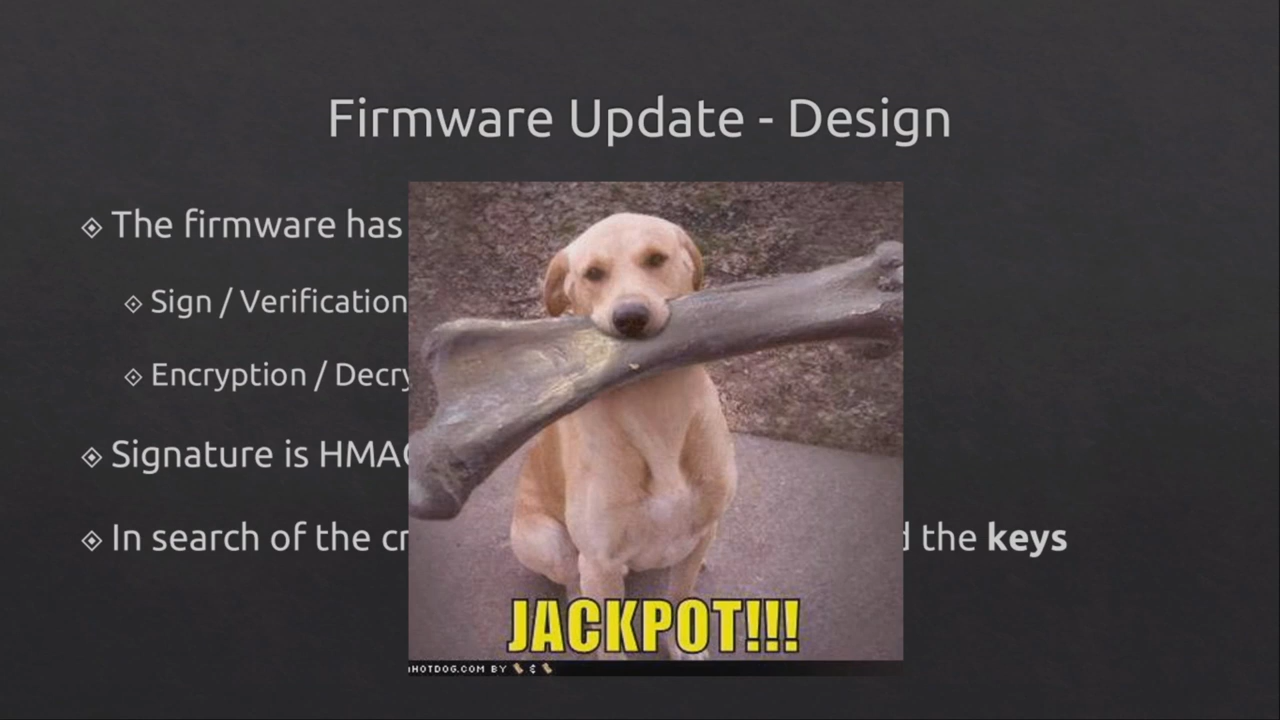 Firmware Update - Design
The firmware has
Sign / Verification
Encryption / Decry
Signature is HMAC
In search of the cr d the keys
JACKPOT!!!
HOTDOG.COM BY &